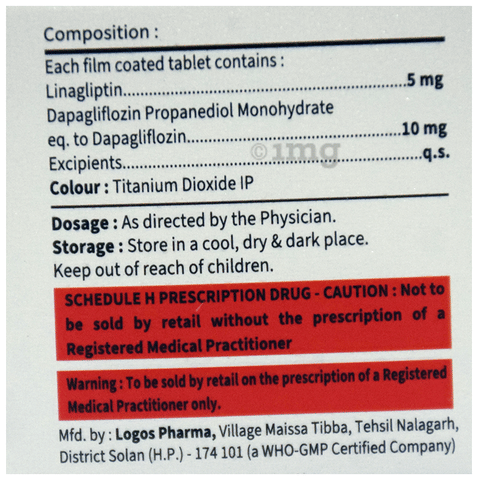 Composition :
Each film coated tablet contains :
Linagliptin..................................................5 mg
Dapagliflozin Propanediol Monohydrate
eq. to Dapagliflozin.....................................10 mg
©1mg
Excipients....................................................q.s.
Colour : Titanium Dioxide IP
Dosage : As directed by the Physician.
Storage : Store in a cool, dry & dark place.
Keep out of reach of children.
SCHEDULE H PRESCRIPTION DRUG - CAUTION : Not to
be sold by retail without the prescription of a
Registered Medical Practitioner
Warning : To be sold by retail on the prescription of a Registered
Medical Practitioner only.
Mfd. by : Logos Pharma, Village Maissa Tibba, Tehsil Nalagarh,
District Solan (H.P.) - 174 101 (a WHO-GMP Certified Company)